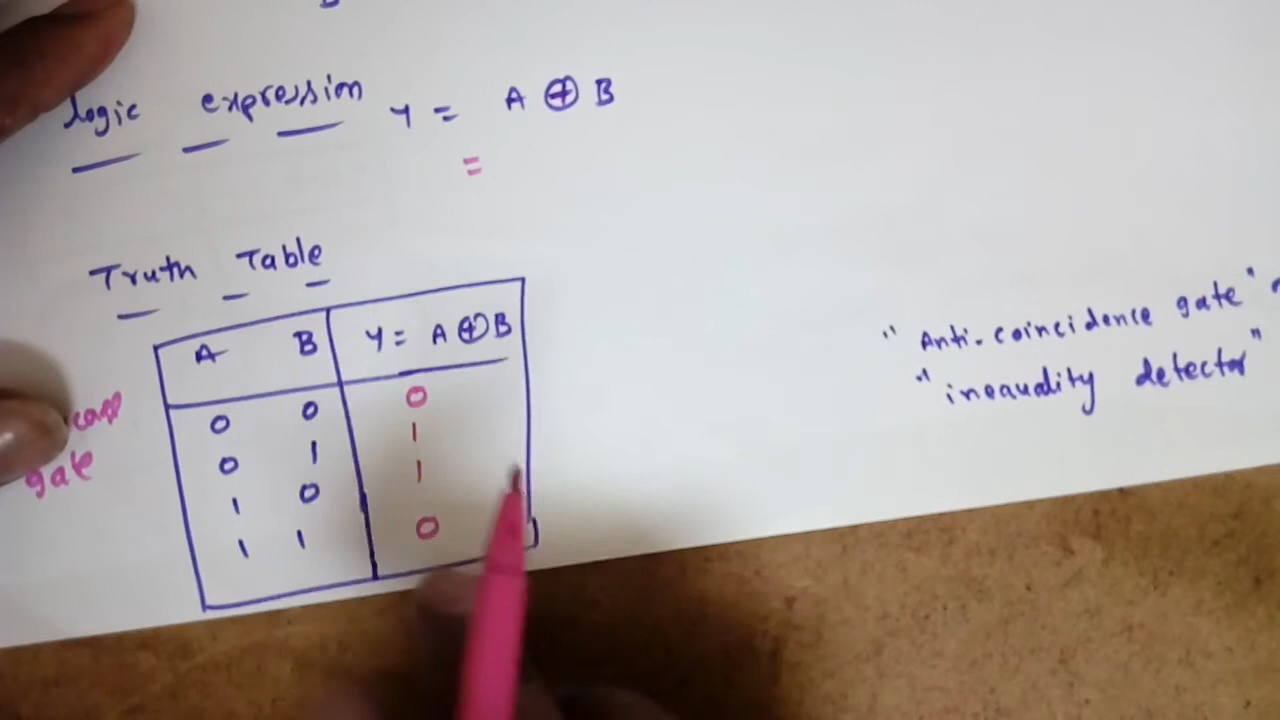 Logic expression Y = A ⊕ B
=
Truth Table
A B Y = A ⊕ B
0 0 0
0 1 1
1 0 1
1 1 0
gate
" Anti-coincidence gate"
" inequality detector"